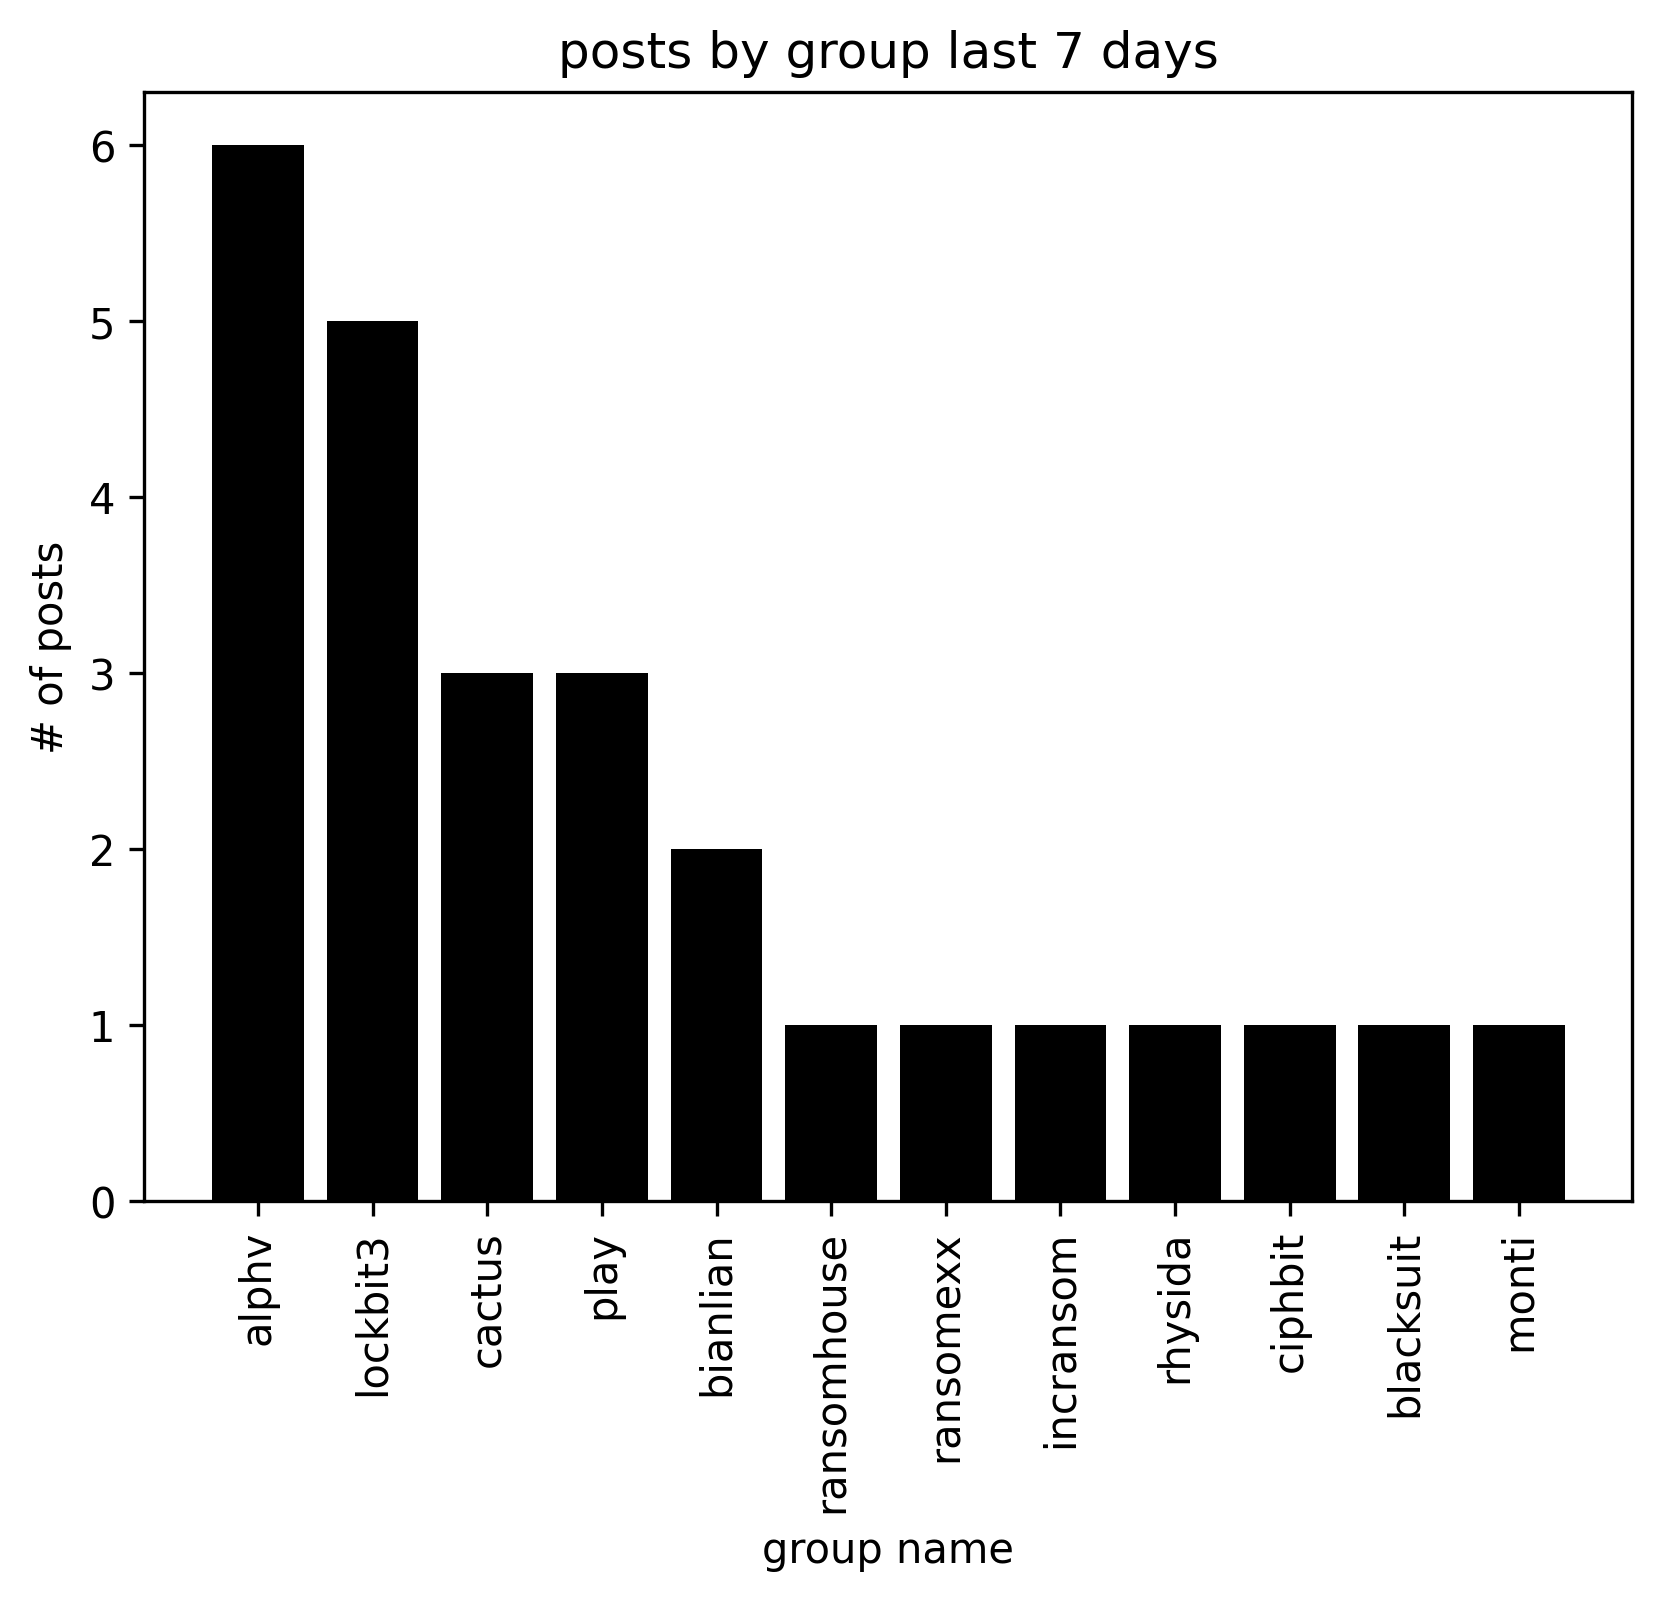 posts by group last 7 days
# of posts
6
5
4
3
2
1
0
alphv
lockbit3
cactus
play
bianlian
ransomhouse
ransomexx
incransom
rhysida
ciphbit
blacksuit
monti
group name